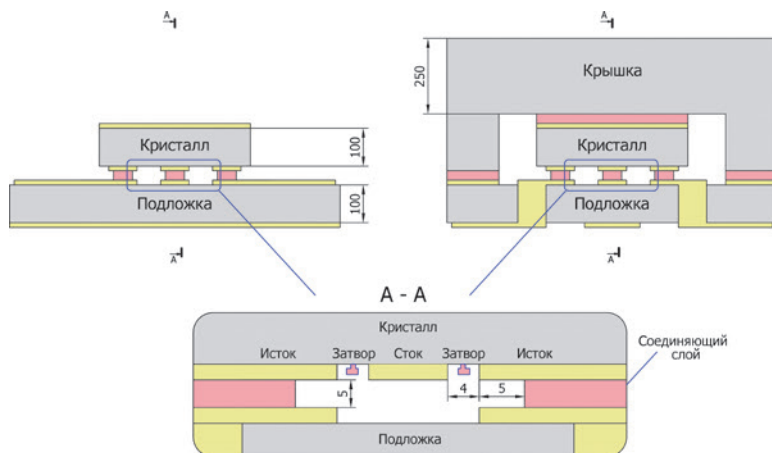 А
А
250
Крышка
Кристалл
100
Кристалл
Подложка
100
Подложка
А
А
А - А
Кристалл
Исток Затвор Сток Затвор Исток
Соединяющий
слой
5
4
5
Подложка